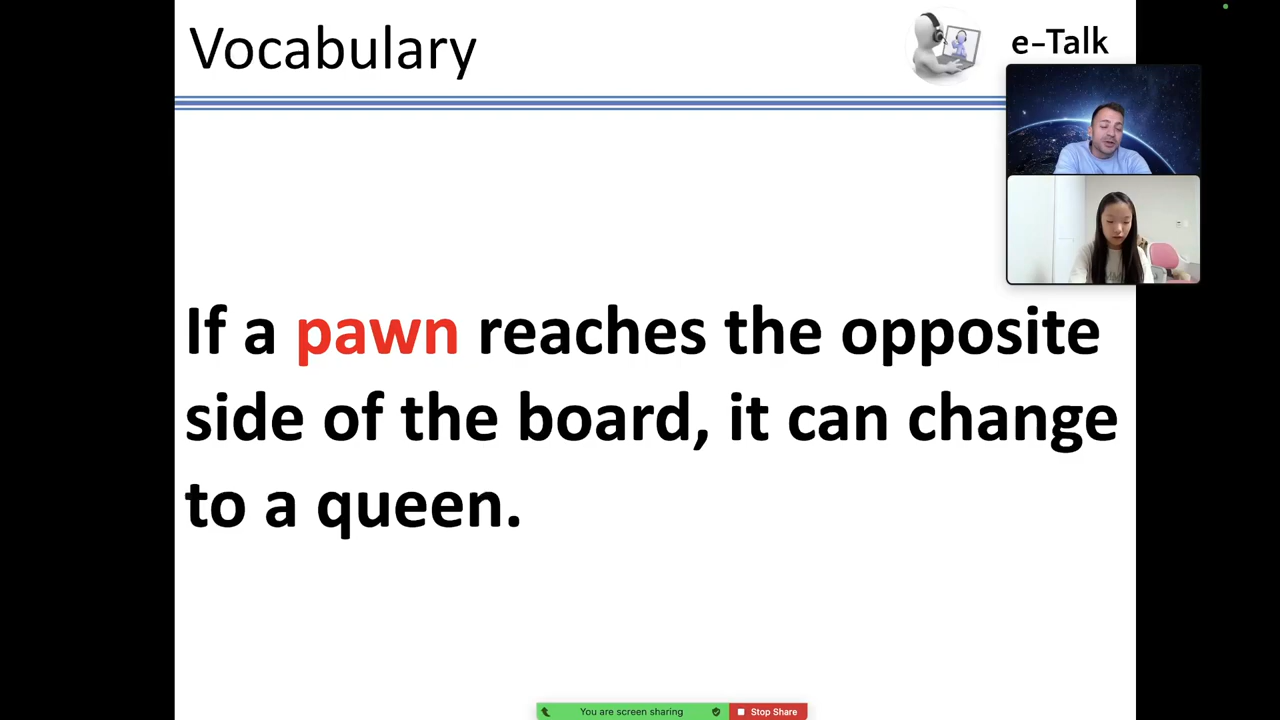 Vocabulary
e-Talk
If a pawn reaches the opposite
side of the board, it can change
to a queen.
You are screen sharing
Stop Share